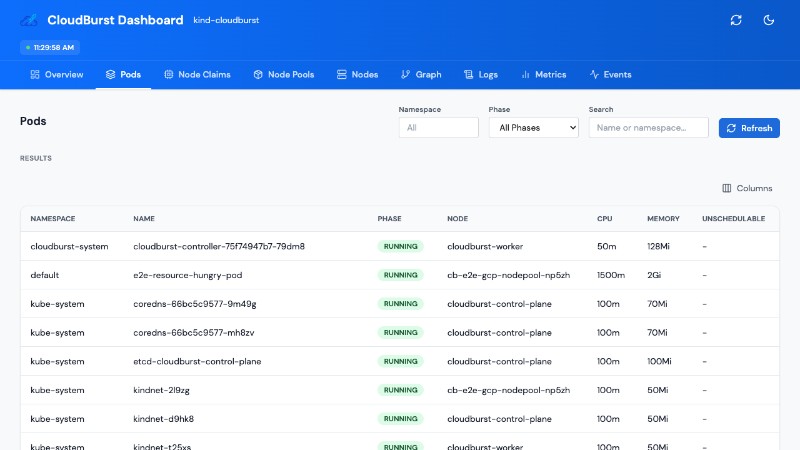 CloudBurst Dashboard kind-cloudburst
11:29:58 AM
Overview Pods Node Claims Node Pools Nodes Graph Logs Metrics Events
Pods
Namespace Phase Search
All All Phases Name or namespace... Refresh
RESULTS
Columns
NAMESPACE NAME PHASE NODE CPU MEMORY UNSCHEDULABLE
cloudburst-system cloudburst-controller-75f74947b7-79dm8 RUNNING cloudburst-worker 50m 128Mi -
default e2e-resource-hungry-pod RUNNING cb-e2e-gcp-nodepool-np5zh 1500m 2Gi -
kube-system coredns-66bc5c9577-9m49g RUNNING cloudburst-control-plane 100m 70Mi -
kube-system coredns-66bc5c9577-mh8zv RUNNING cloudburst-control-plane 100m 70Mi -
kube-system etcd-cloudburst-control-plane RUNNING cloudburst-control-plane 100m 100Mi -
kube-system kindnet-2l9zg RUNNING cb-e2e-gcp-nodepool-np5zh 100m 50Mi -
kube-system kindnet-d9hk8 RUNNING cloudburst-control-plane 100m 50Mi -
kube-system kindnet-t25xs RUNNING cloudburst-worker 100m 50Mi -